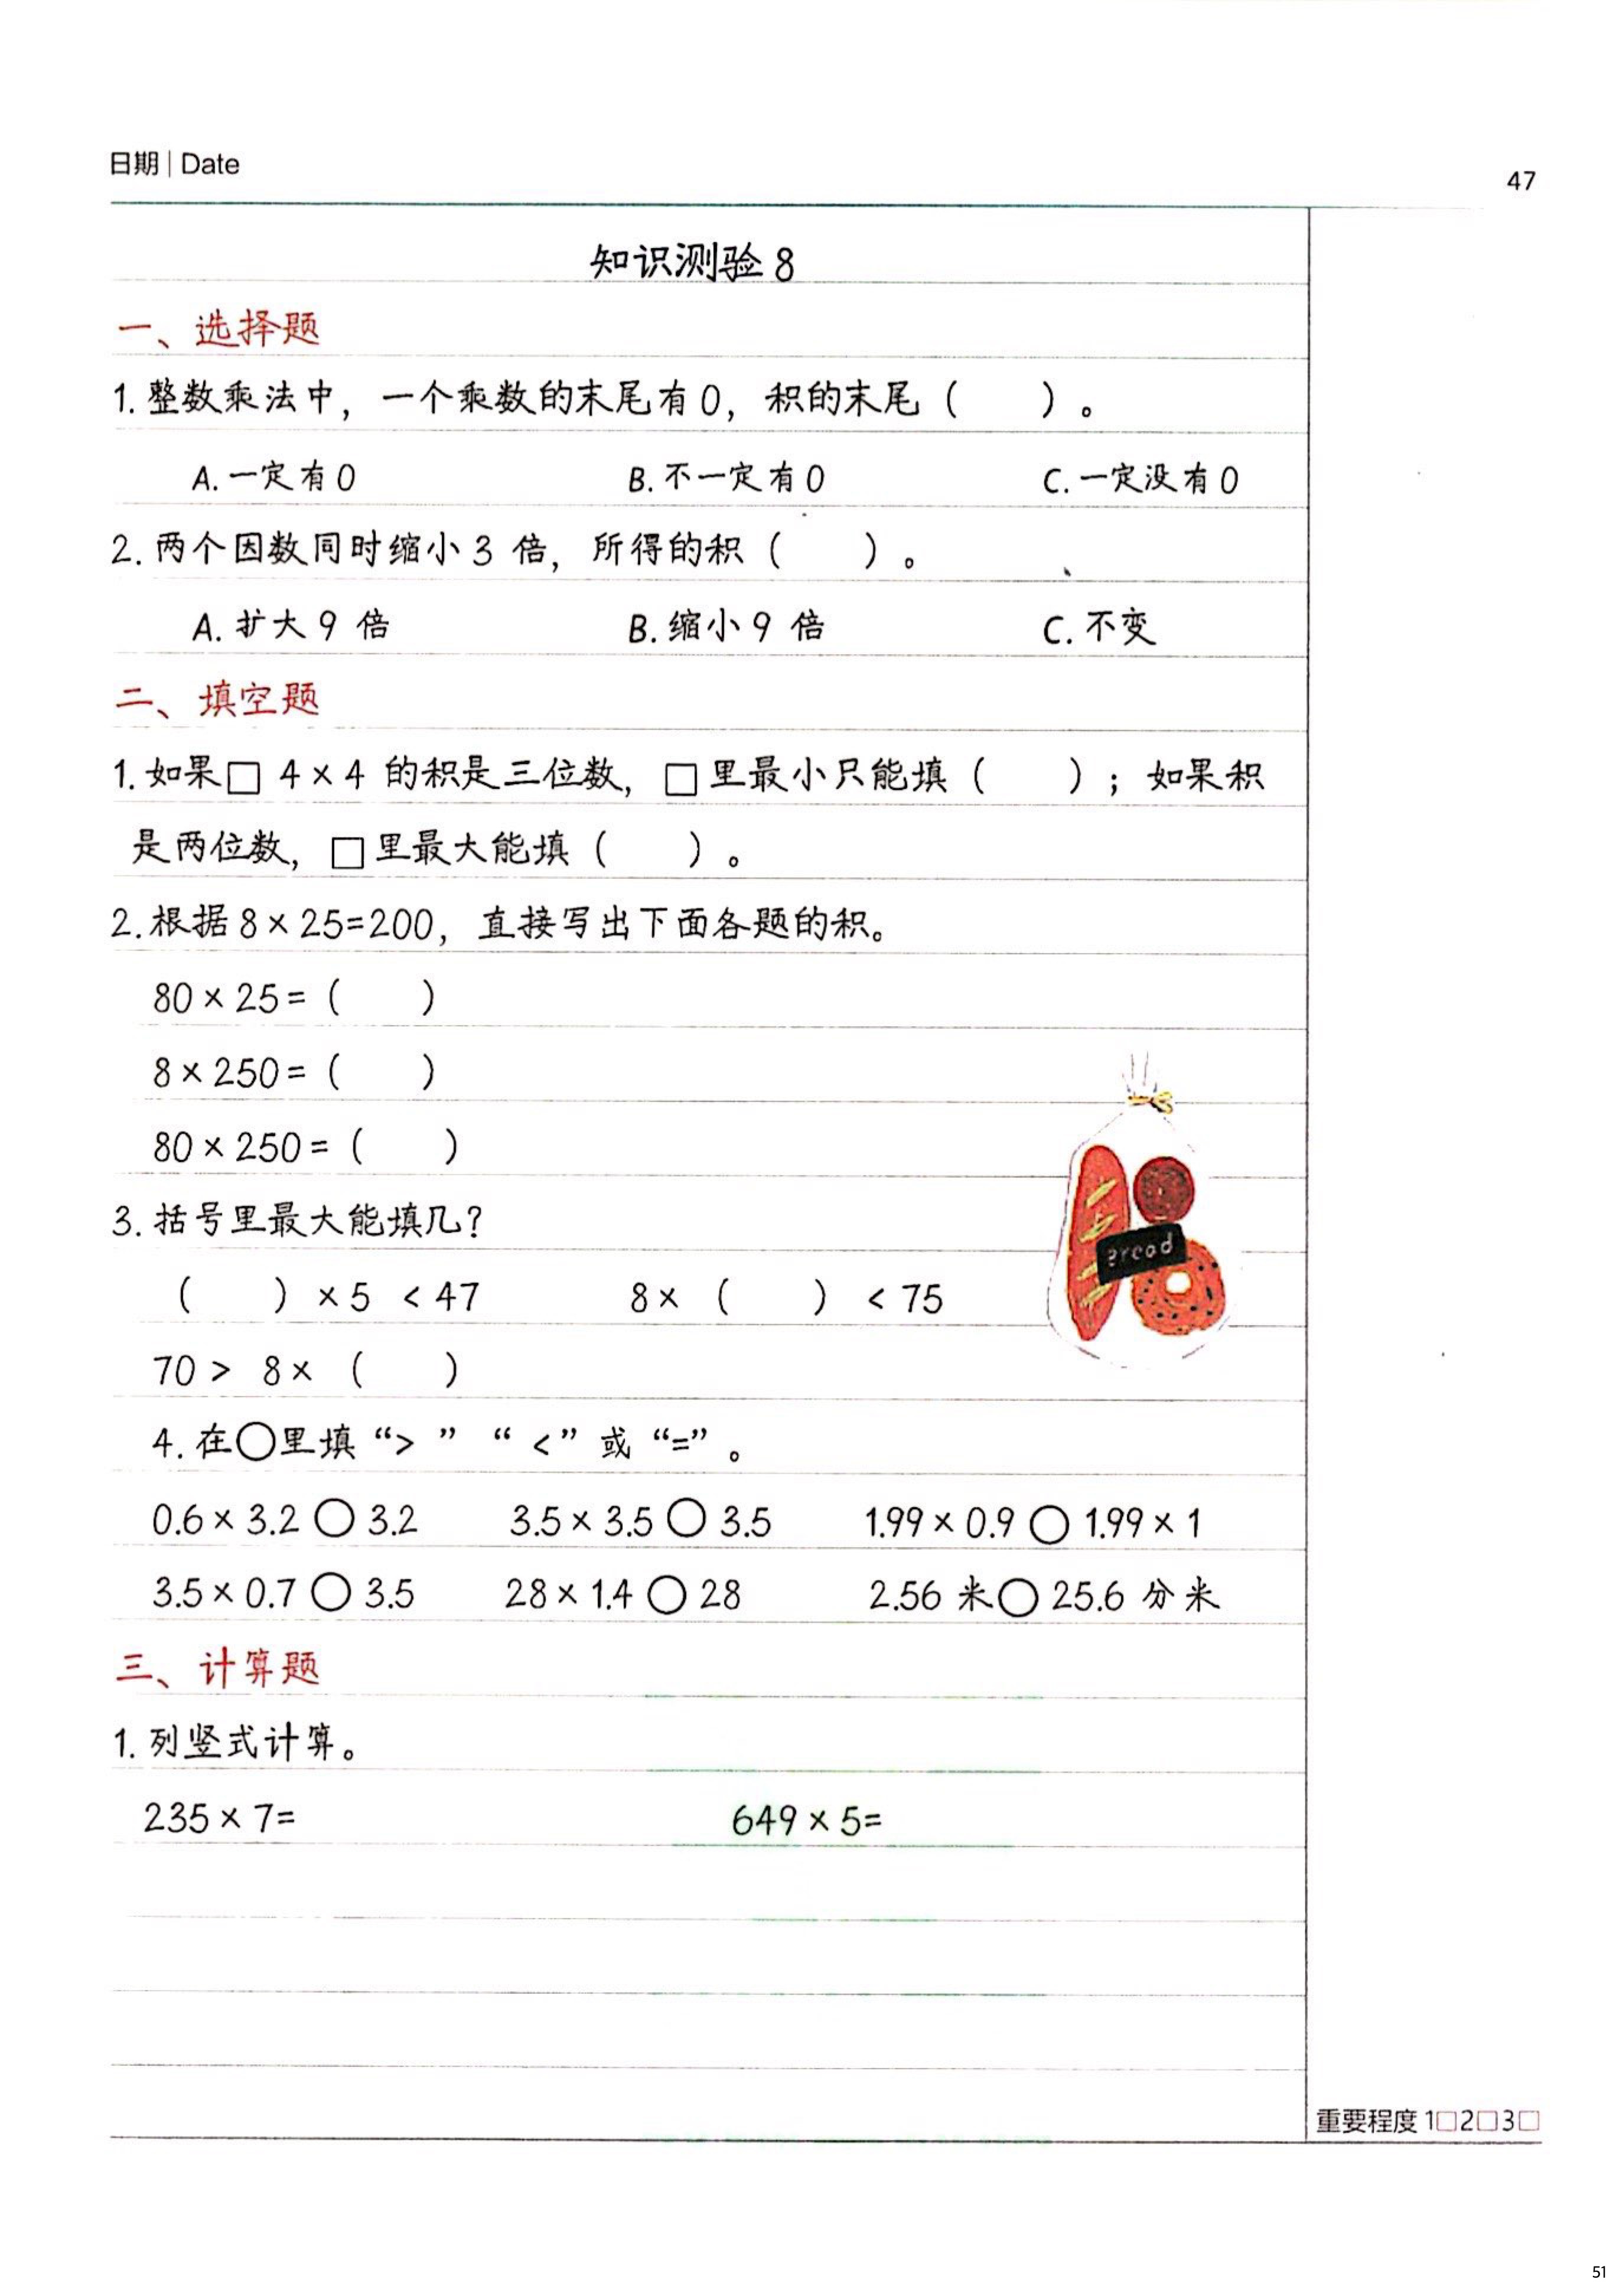 日期 | Date
47
知识测验 8
一、选择题
1. 整数乘法中，一个乘数的末尾有0，积的末尾（　　）。
A. 一定有0　　B. 不一定有0　　C. 一定没有0
2. 两个因数同时缩小3倍，所得的积（　　）。
A. 扩大9倍　　B. 缩小9倍　　C. 不变
二、填空题
1. 如果□4×4的积是三位数，□里最小只能填（　　）；如果积
是两位数，□里最大能填（　　）。
2. 根据8×25=200，直接写出下面各题的积。
80×25=（　　）
8×250=（　　）
80×250=（　　）
3. 括号里最大能填几？
（　　）×5 < 47　　8×（　　）< 75
70 > 8×（　　）
Bread
4. 在○里填“>”“<”或“=”。
0.6×3.2○3.2　　3.5×3.5○3.5　　1.99×0.9○1.99×1
3.5×0.7○3.5　　28×1.4○28　　2.56米○25.6分米
三、计算题
1. 列竖式计算。
235×7=　　649×5=
重要程度 1□2□3□
51